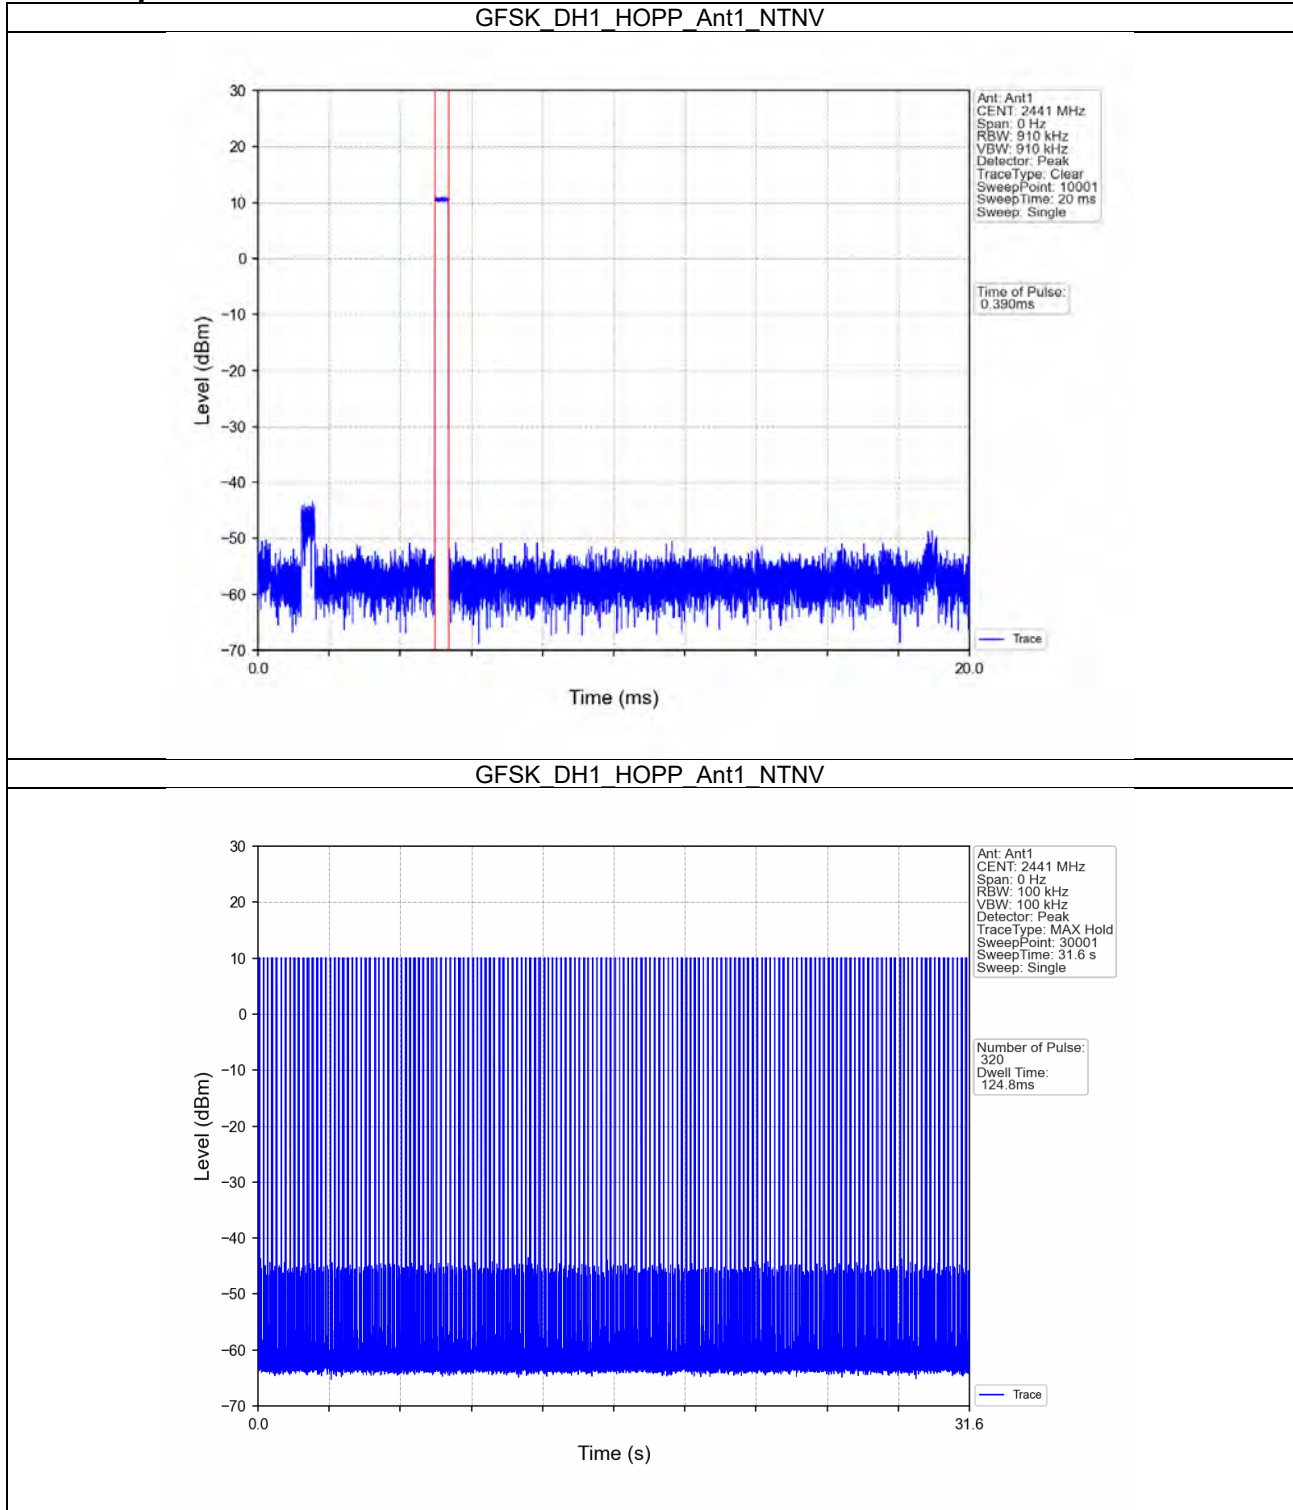 GFSK_DH1_HOPP_Ant1_NTNV
30
20
10
0
−10
−20
−30
−40
−50
−60
−70
Level (dBm)
0.0
20.0
Time (ms)
Ant: Ant1
CENT: 2441 MHz
Span: 0 Hz
RBW: 910 kHz
VBW: 910 kHz
Detector: Peak
TraceType: Clear
SweepPoint: 10001
SweepTime: 20 ms
Sweep: Single
Time of Pulse:
0.390ms
Trace
GFSK_DH1_HOPP_Ant1_NTNV
30
20
10
0
−10
−20
−30
−40
−50
−60
−70
Level (dBm)
0.0
31.6
Time (s)
Ant: Ant1
CENT: 2441 MHz
Span: 0 Hz
RBW: 100 kHz
VBW: 100 kHz
Detector: Peak
TraceType: MAX Hold
SweepPoint: 30001
SweepTime: 31.6 s
Sweep: Single
Number of Pulse:
320
Dwell Time:
124.8ms
Trace